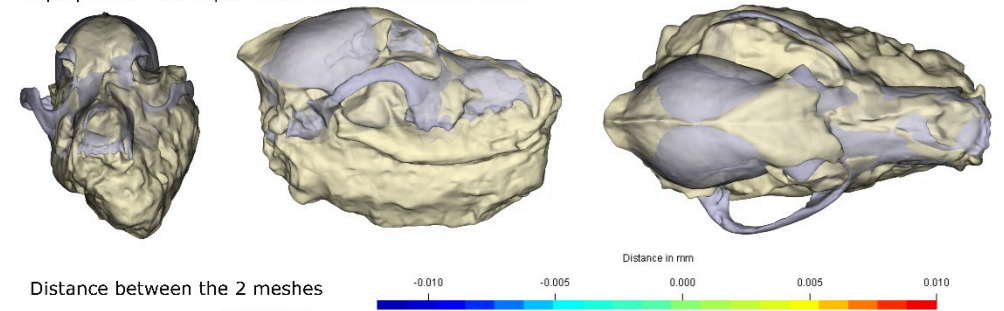 Distance in mm
Distance between the 2 meshes
-0.010 -0.005 0.000 0.005 0.010